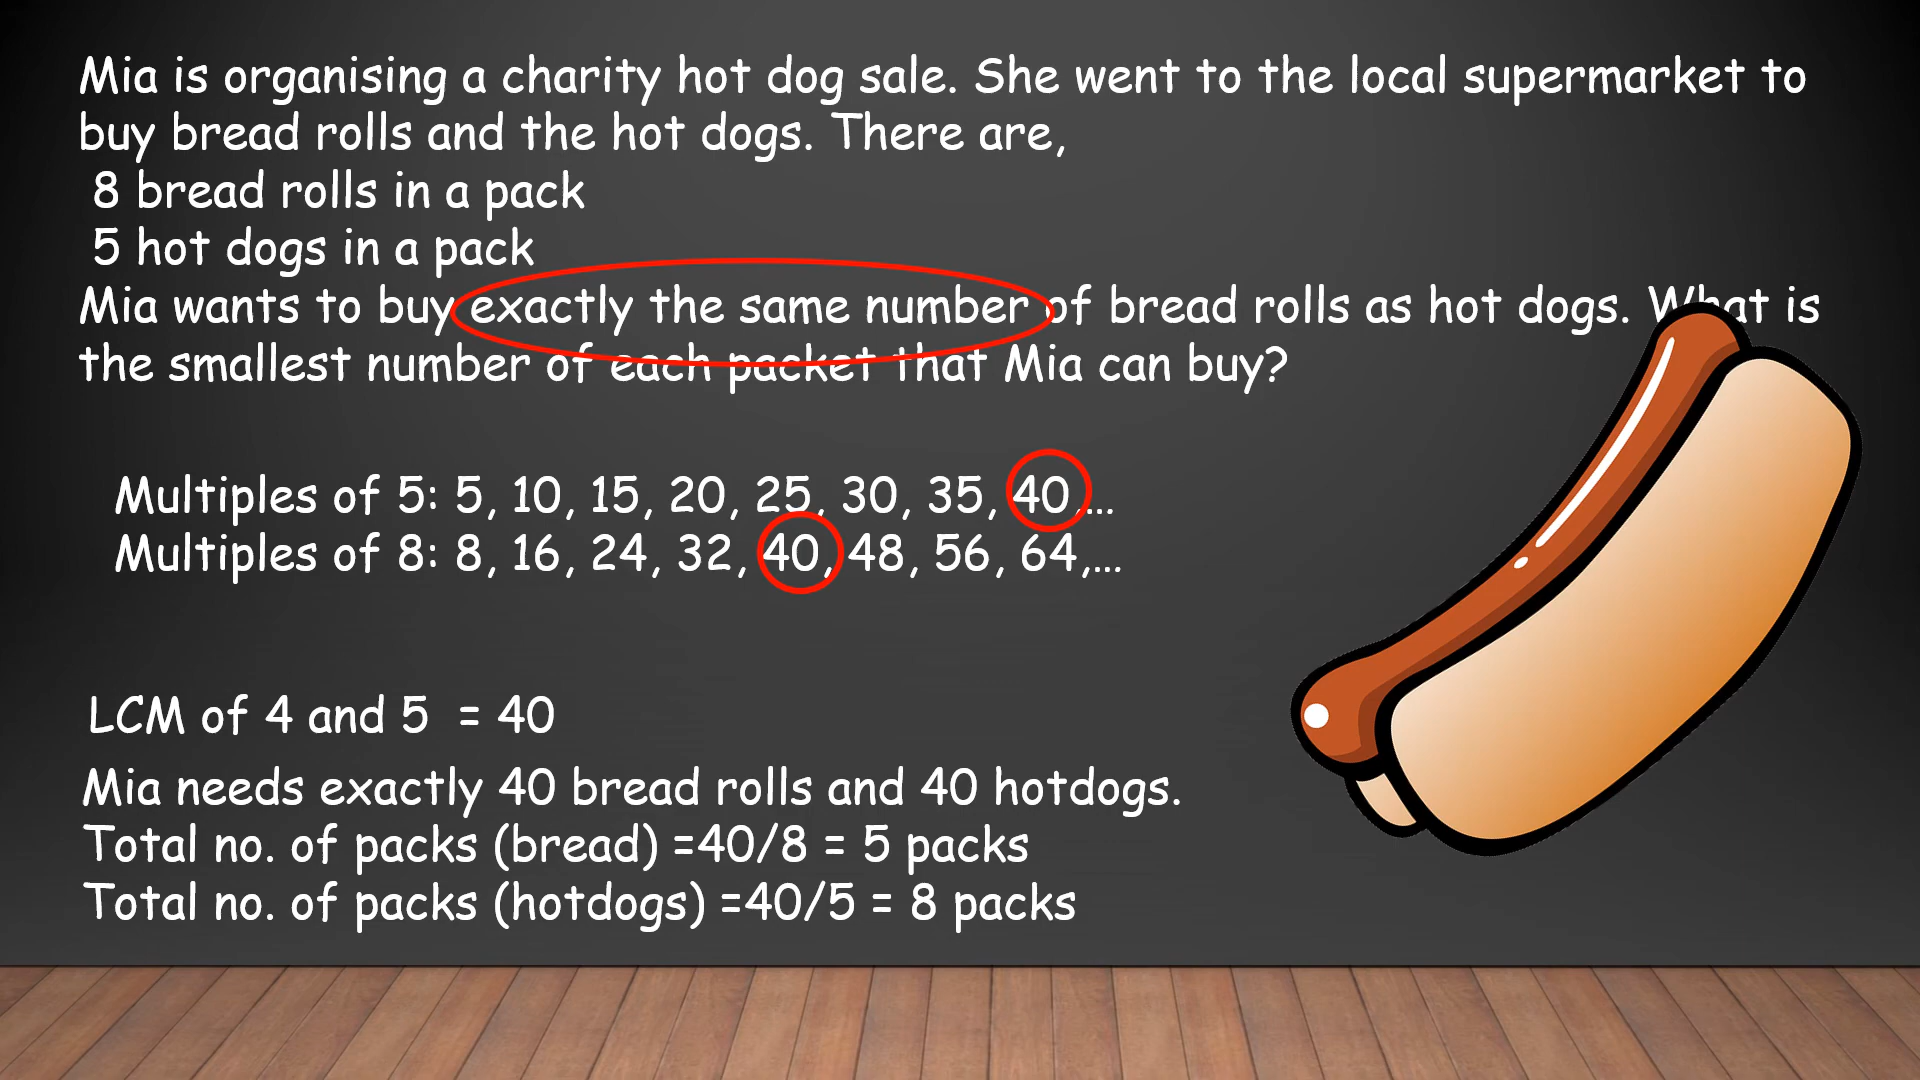 Mia is organising a charity hot dog sale. She went to the local supermarket to
buy bread rolls and the hot dogs. There are,
8 bread rolls in a pack
5 hot dogs in a pack
Mia wants to buy exactly the same number of bread rolls as hot dogs. What is
the smallest number of each packet that Mia can buy?
Multiples of 5: 5, 10, 15, 20, 25, 30, 35, 40,...
Multiples of 8: 8, 16, 24, 32, 40, 48, 56, 64,...
LCM of 4 and 5 = 40
Mia needs exactly 40 bread rolls and 40 hotdogs.
Total no. of packs (bread) =40/8 = 5 packs
Total no. of packs (hotdogs) =40/5 = 8 packs